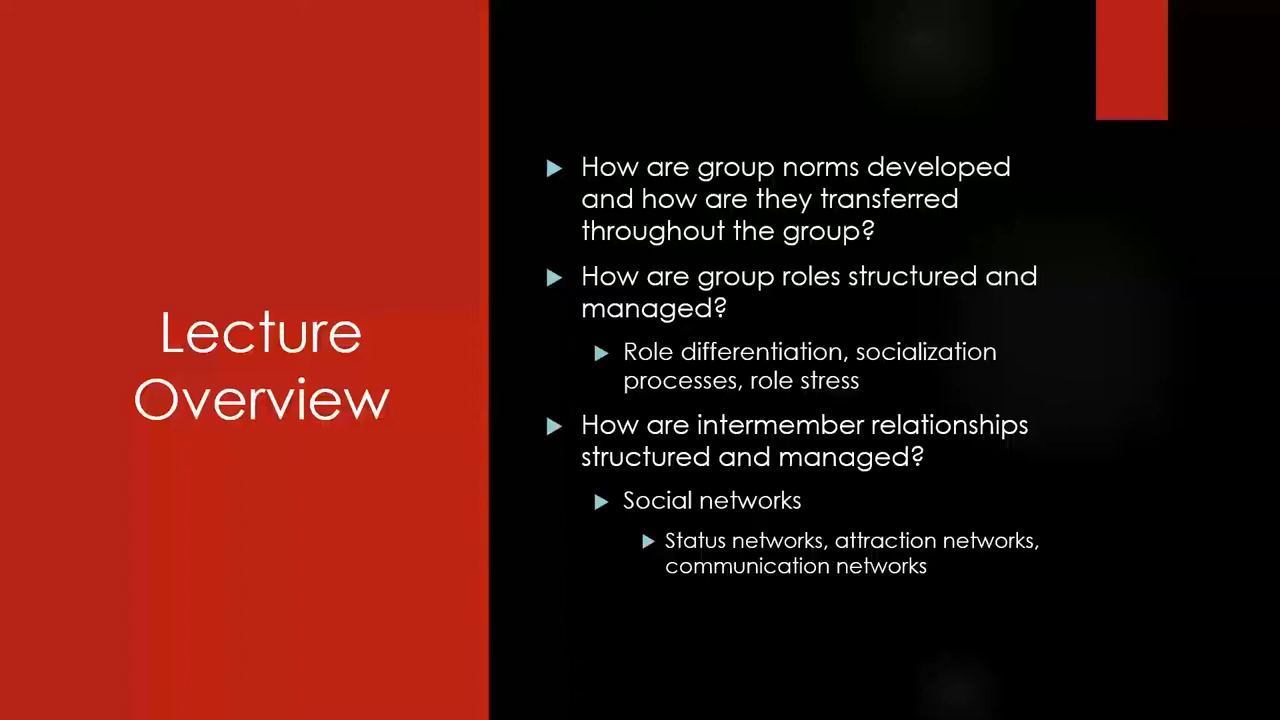 Lecture
Overview
How are group norms developed
and how are they transferred
throughout the group?
How are group roles structured and
managed?
Role differentiation, socialization
processes, role stress
How are intermember relationships
structured and managed?
Social networks
Status networks, attraction networks,
communication networks